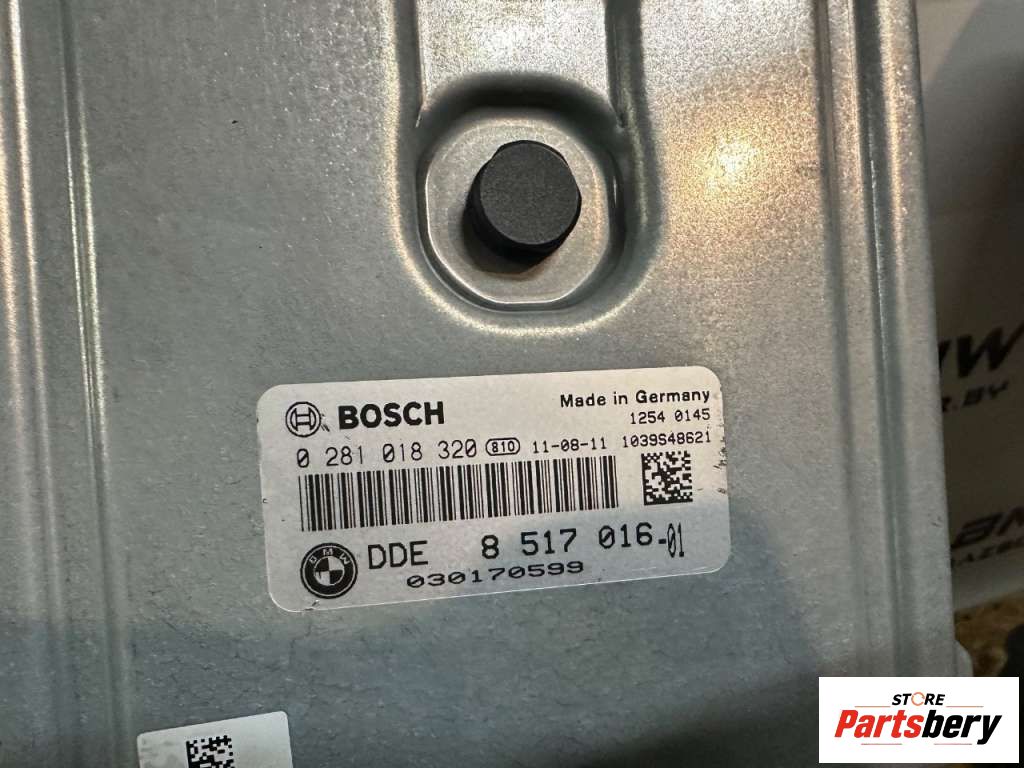 BOSCH
Made in Germany
1254 0145
0 281 018 320 810 11-08-11 1039S48621
BMW
DDE 8 517 016-01
030170599
STORE
Partsbery